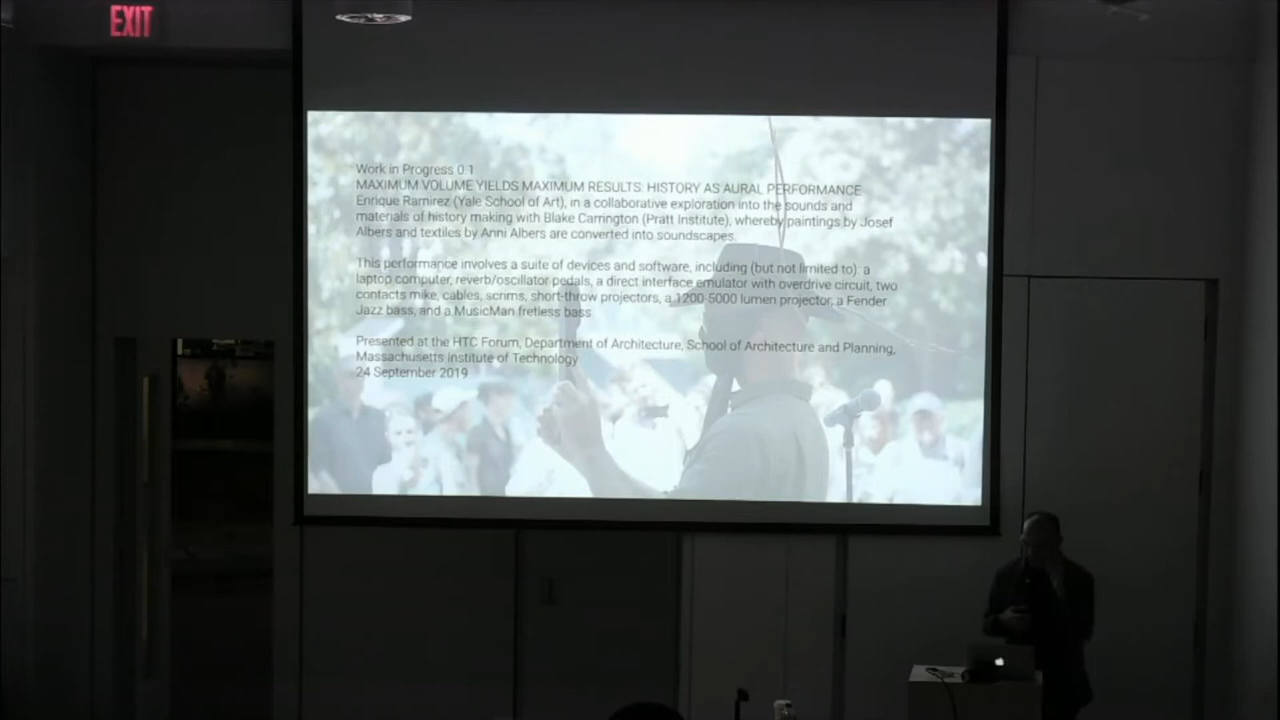 EXIT
Work in Progress 0.1
MAXIMUM VOLUME YIELDS MAXIMUM RESULTS: HISTORY AS AURAL PERFORMANCE
Enrique Ramirez (Yale School of Art), in a collaborative exploration into the sounds and
materials of history making with Blake Carrington (Pratt Institute), whereby paintings by Josef
Albers and textiles by Anni Albers are converted into soundscapes.
This performance involves a suite of devices and software, including (but not limited to): a
laptop computer, reverb/oscillator pedals, a direct interface emulator with overdrive circuit, two
contacts mike, cables, scrims, short-throw projectors, a 1200-5000 lumen projector, a Fender
Jazz bass, and a MusicMan fretless bass
Presented at the HTC Forum, Department of Architecture, School of Architecture and Planning,
Massachusetts Institute of Technology
24 September 2019